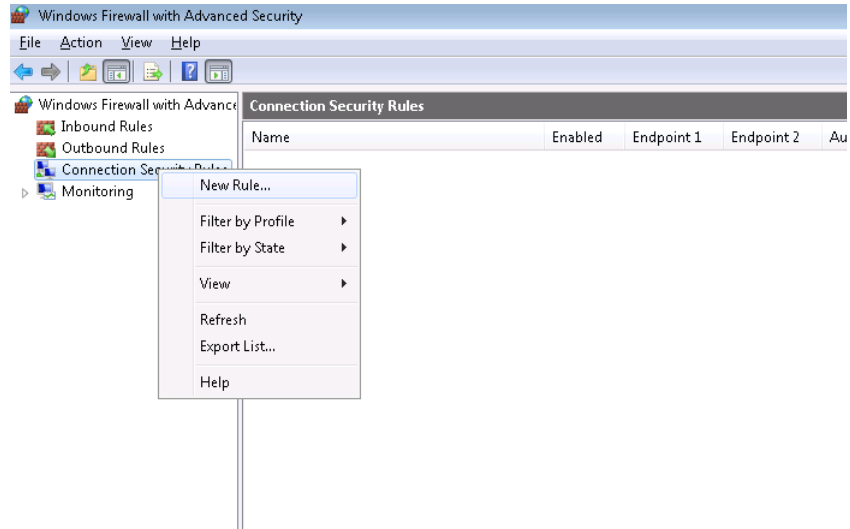 Windows Firewall with Advanced Security
File Action View Help
Windows Firewall with Advance
Connection Security Rules
Inbound Rules
Outbound Rules
Connection Security Rules
Monitoring
Name Enabled Endpoint 1 Endpoint 2 Au
New Rule...
Filter by Profile
Filter by State
View
Refresh
Export List...
Help